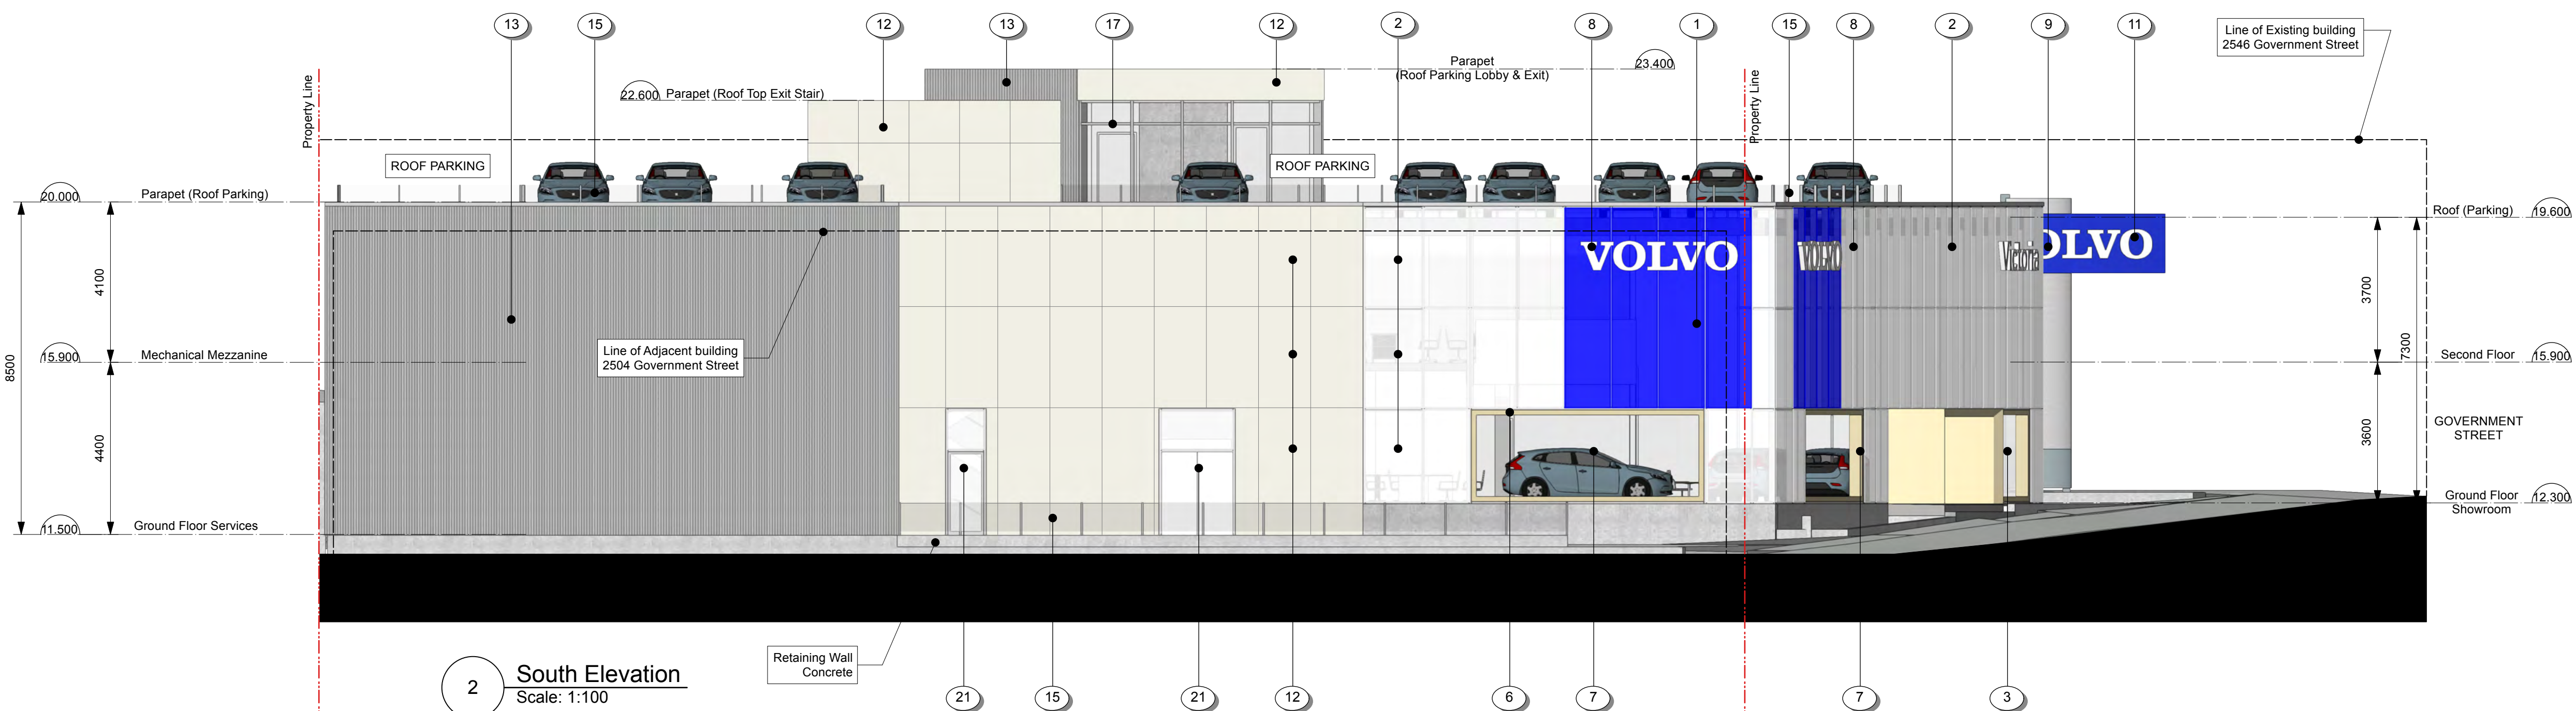 13
15
12
13
17
12
2
8
1
15
8
2
9
11
Line of Existing building
2546 Government Street
Property Line
22.600
Parapet (Roof Top Exit Stair)
Parapet
(Roof Parking Lobby & Exit)
23.400
Property Line
ROOF PARKING
ROOF PARKING
20.000
Parapet (Roof Parking)
Roof (Parking)
19.600
VOLVO
VOLVO
Victoria
OLVO
4100
8500
3700
7300
Line of Adjacent building
2504 Government Street
15.900
Mechanical Mezzanine
Second Floor
15.900
4400
3600
GOVERNMENT
STREET
Ground Floor
Showroom
12.300
11.500
Ground Floor Services
Retaining Wall
Concrete
2
South Elevation
Scale: 1:100
21
15
21
12
6
7
7
3